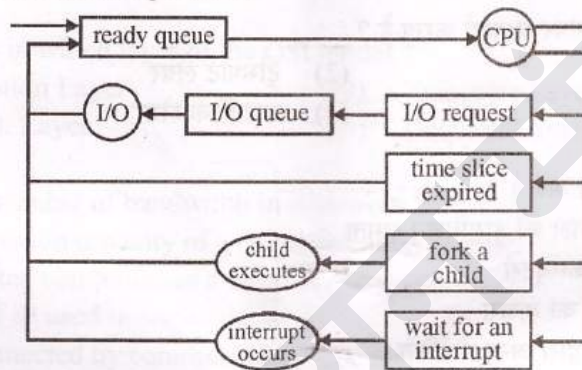 ready queue
CPU
I/O
I/O queue
I/O request
time slice
expired
child
executes
fork a
child
interrupt
occurs
wait for an
interrupt